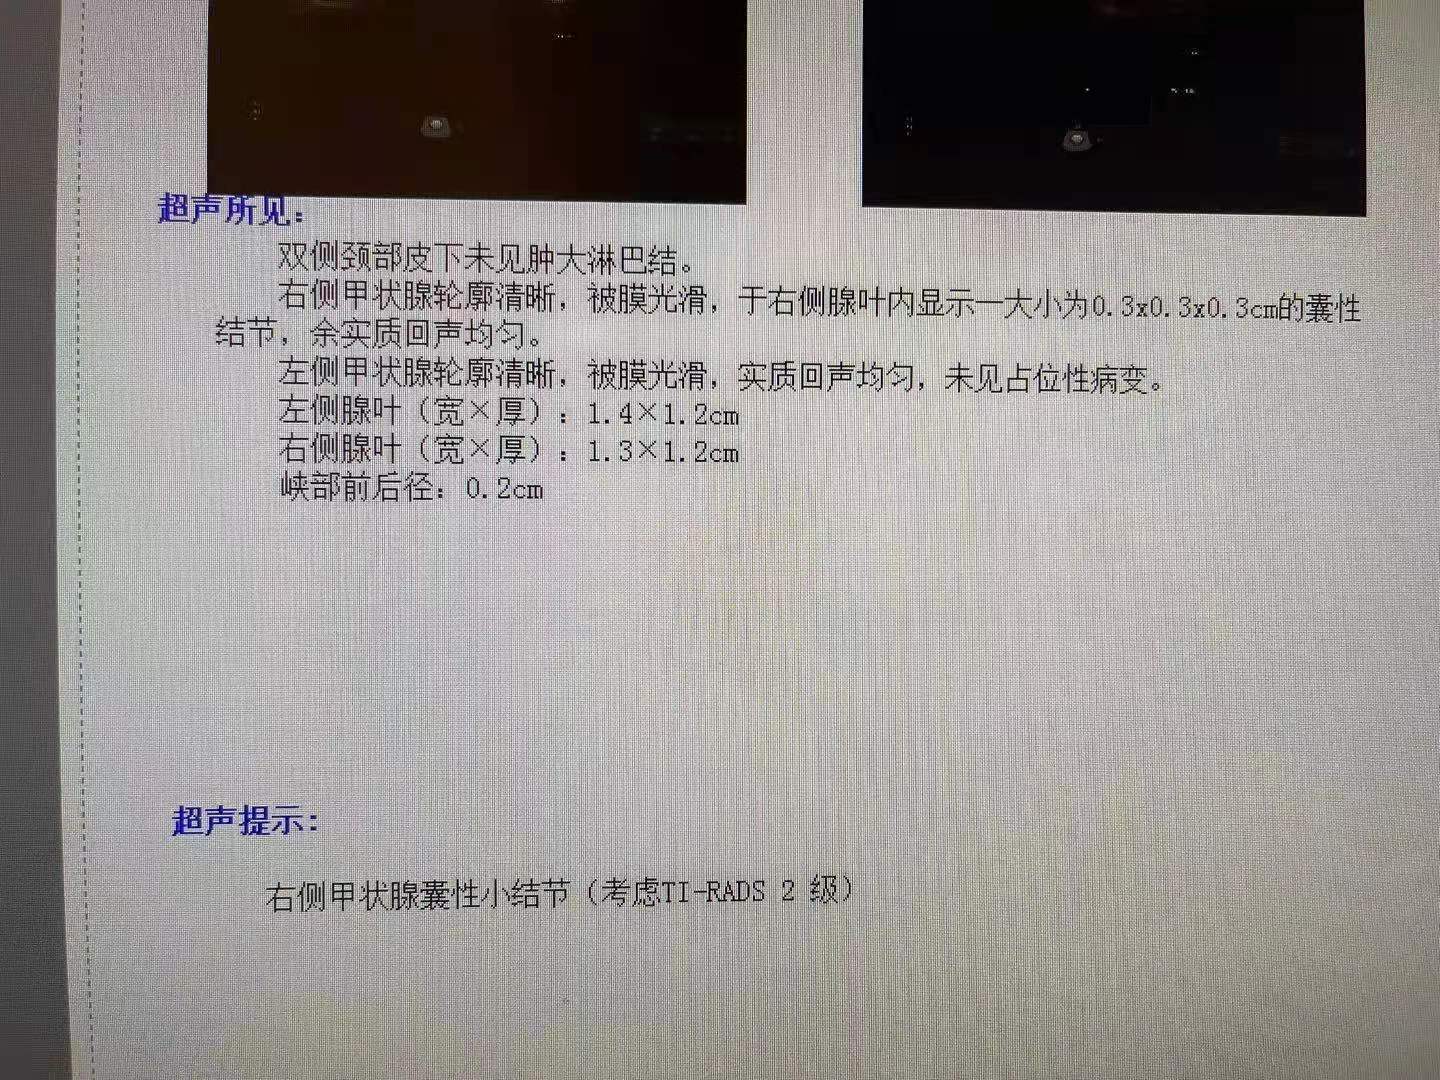 超声所见：
双侧颈部皮下未见肿大淋巴结。
右侧甲状腺轮廓清晰，被膜光滑，于右侧腺叶内显示一大小为0.3x0.3x0.3cm的囊性
结节，余实质回声均匀。
左侧甲状腺轮廓清晰，被膜光滑，实质回声均匀，未见占位性病变。
左侧腺叶（宽×厚）：1.4×1.2cm
右侧腺叶（宽×厚）：1.3×1.2cm
峡部前后径：0.2cm
超声提示：
右侧甲状腺囊性小结节（考虑TI-RADS 2 级）